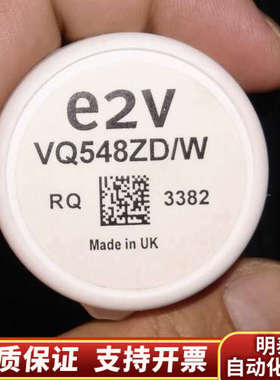 e2v
VQ548ZD/W
RQ 3382
Made in UK
质保证 支持开票
明
自动化